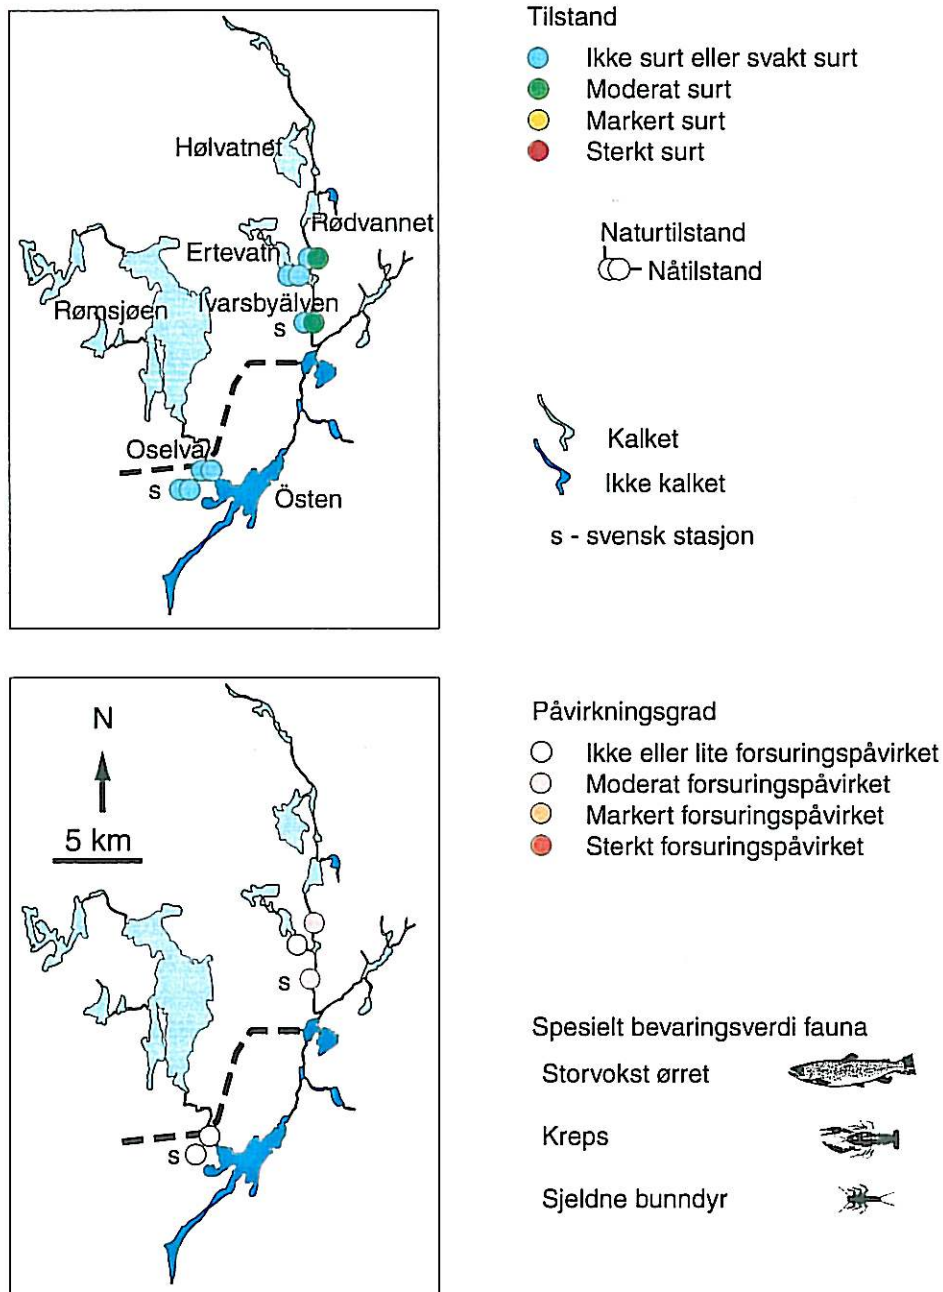 Hølvatnet
Rødvannet
Ertevatn
Ivarsbyälven
Rømsjøen
s
Oselva
s
Östen
Tilstand
Ikke surt eller svakt surt
Moderat surt
Markert surt
Sterkt surt
Naturtilstand
Nåtilstand
Kalket
Ikke kalket
s - svensk stasjon
N
5 km
s
s
Påvirkningsgrad
Ikke eller lite forsuringspåvirket
Moderat forsuringspåvirket
Markert forsuringspåvirket
Sterkt forsuringspåvirket
Spesielt bevaringsverdi fauna
Storvokst ørret
Kreps
Sjeldne bunndyr